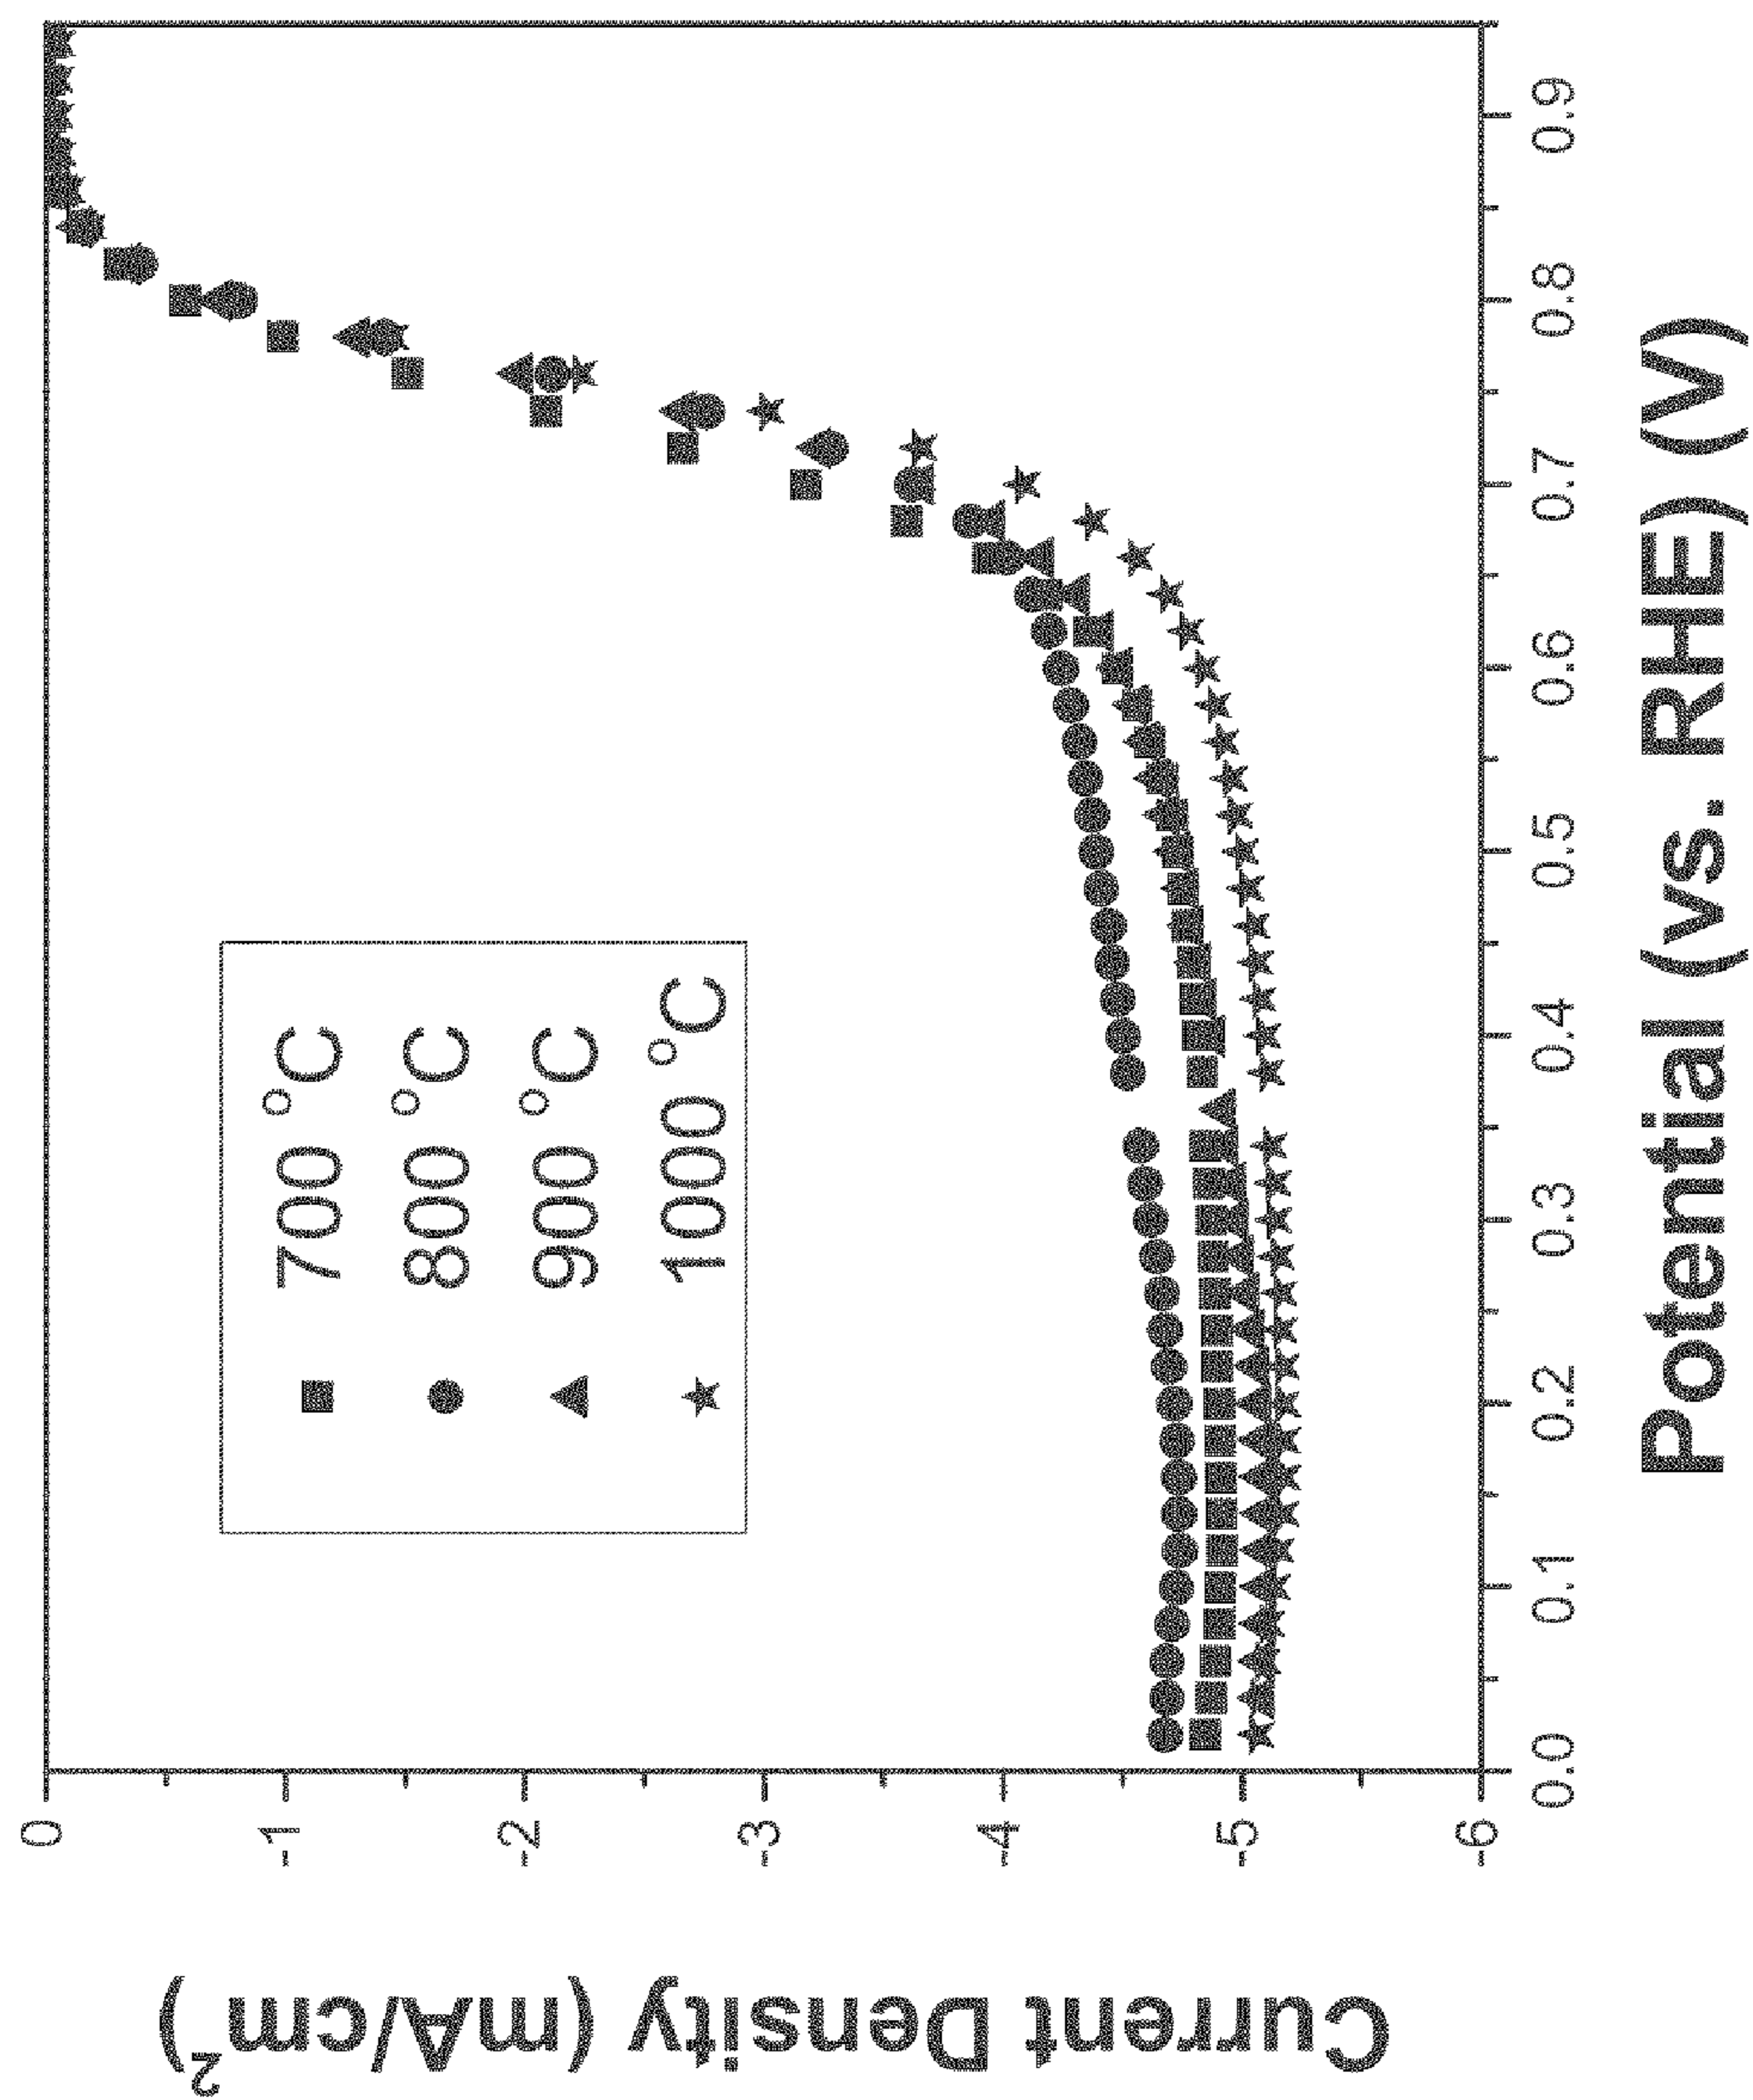 Current Density (mA/cm²)
0
-1
-2
-3
-4
-5
-6
700 °C
800 °C
900 °C
1000 °C
0.0 0.1 0.2 0.3 0.4 0.5 0.6 0.7 0.8 0.9
Potential (vs. RHE) (V)